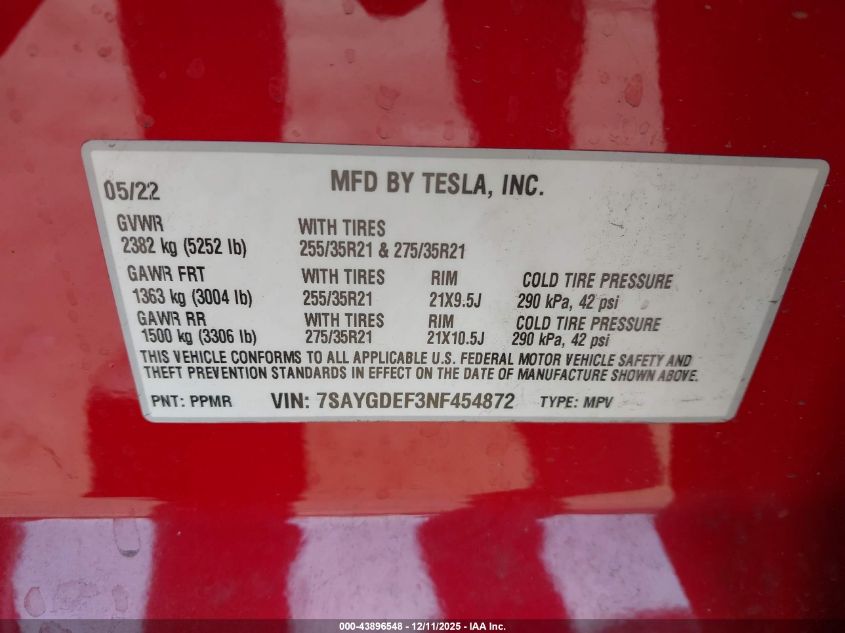 05/22 MFD BY TESLA, INC.
GVWR WITH TIRES
2382 kg (5252 lb) 255/35R21 & 275/35R21
GAWR FRT WITH TIRES RIM COLD TIRE PRESSURE
1363 kg (3004 lb) 255/35R21 21X9.5J 290 kPa, 42 psi
GAWR RR WITH TIRES RIM COLD TIRE PRESSURE
1500 kg (3306 lb) 275/35R21 21X10.5J 290 kPa, 42 psi
THIS VEHICLE CONFORMS TO ALL APPLICABLE U.S. FEDERAL MOTOR VEHICLE SAFETY AND
THEFT PREVENTION STANDARDS IN EFFECT ON THE DATE OF MANUFACTURE SHOWN ABOVE.
PNT: PPMR VIN: 7SAYGDEF3NF454872 TYPE: MPV
000-43896548 - 12/11/2025 - IAA Inc.